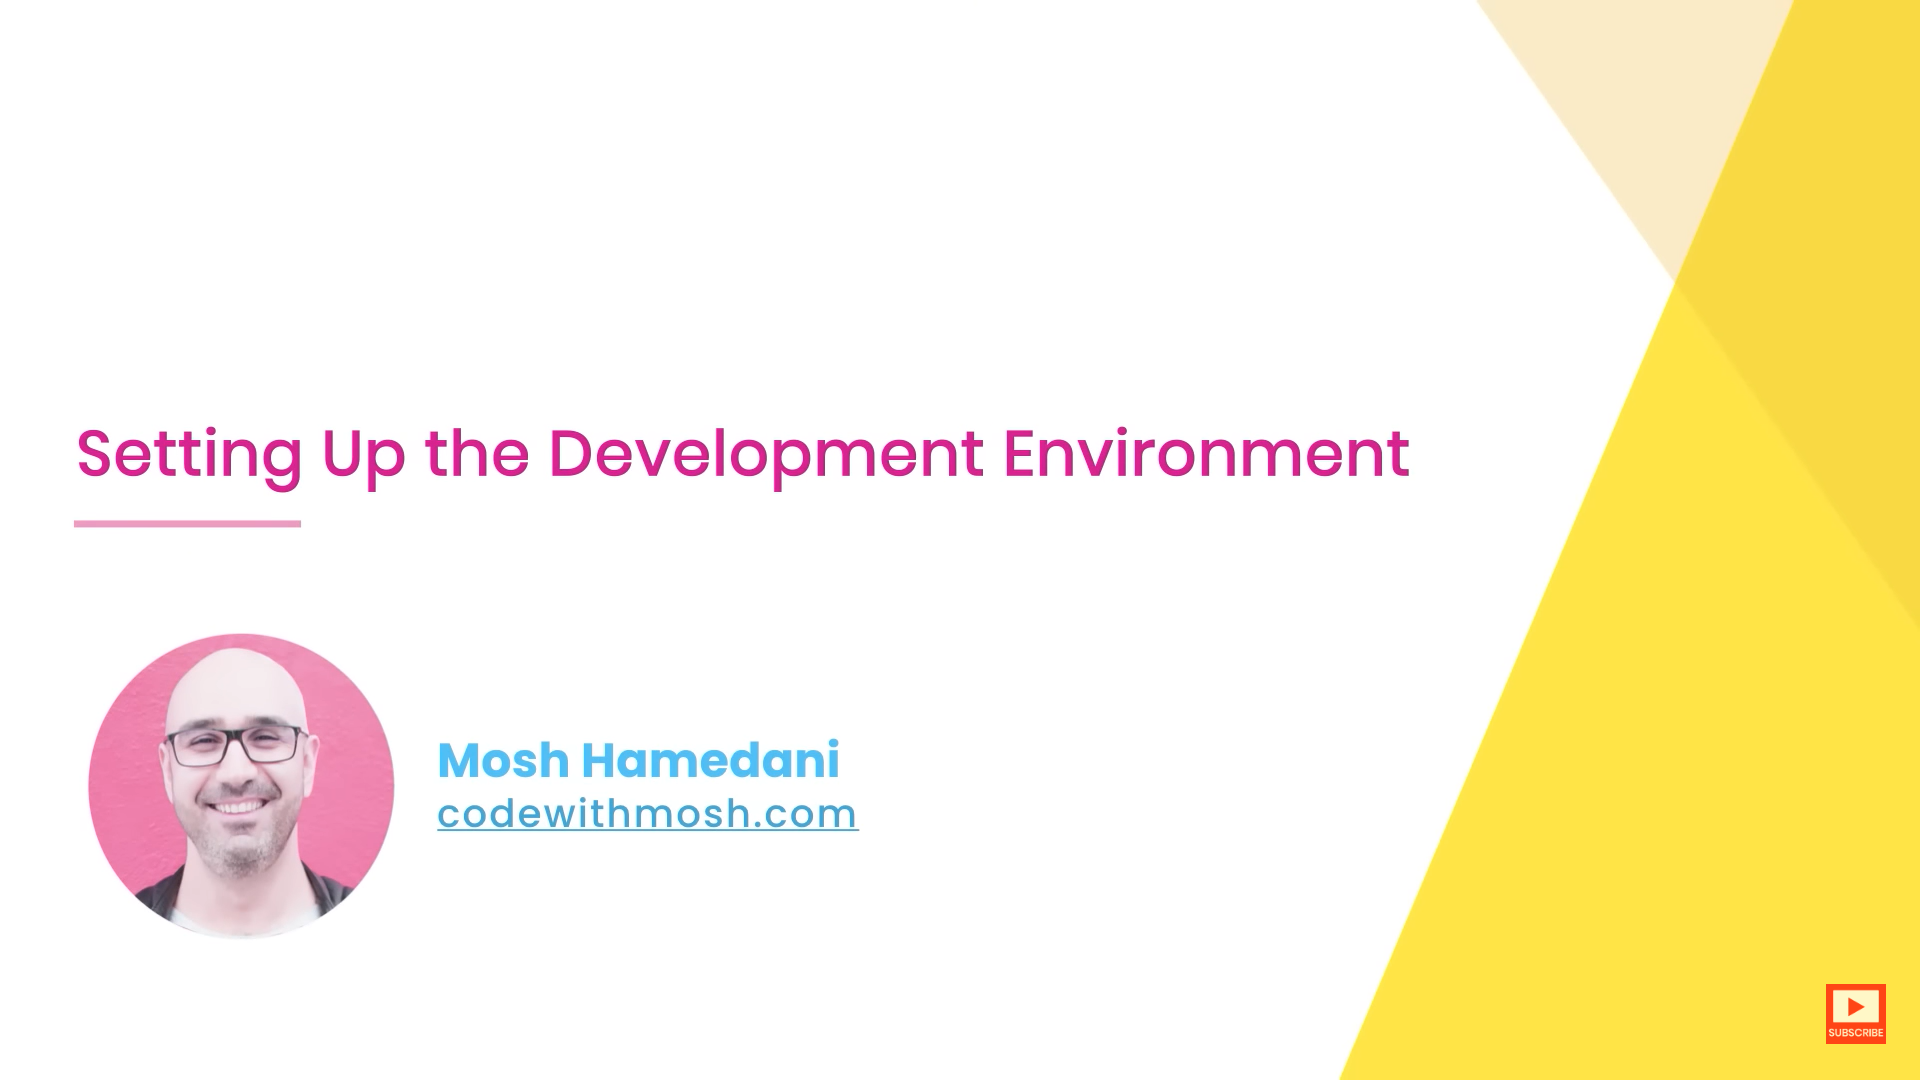 Setting Up the Development Environment
Mosh Hamedani
codewithmosh.com
SUBSCRIBE